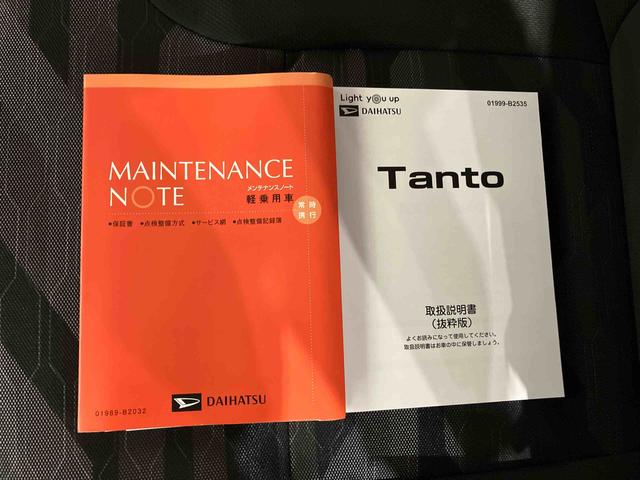 MAINTENANCE
NOTE
メンテナンスノート
軽乗用車
常時
携行
●保証書 ●点検整備方式 ●サービス網 ●点検整備記録簿
DAIHATSU
01989-B2032
Light you up
DAIHATSU
01999-B2535
Tanto
取扱説明書
（抜粋版）
よくお読みになって使用してください。
取扱説明書はお車の中に保管しましょう。